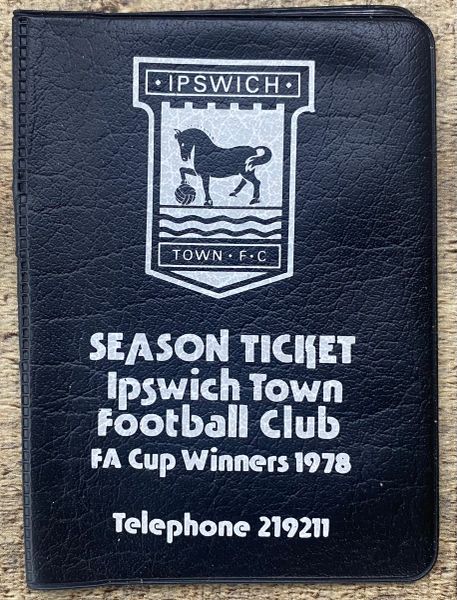 · IPSWICH ·
TOWN · F · C
SEASON TICKET
Ipswich Town
Football Club
FA Cup Winners 1978
Telephone 219211